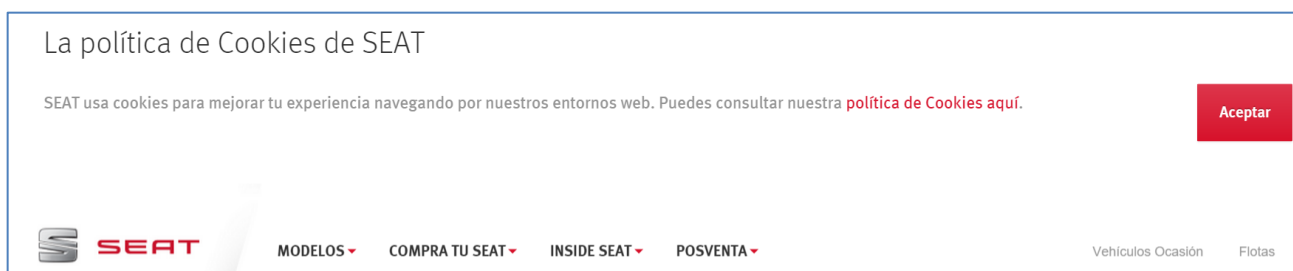 La política de Cookies de SEAT
SEAT usa cookies para mejorar tu experiencia navegando por nuestros entornos web. Puedes consultar nuestra política de Cookies aquí.
Aceptar
SEAT MODELOS COMPRA TU SEAT INSIDE SEAT POSVENTA Vehículos Ocasión Flotas